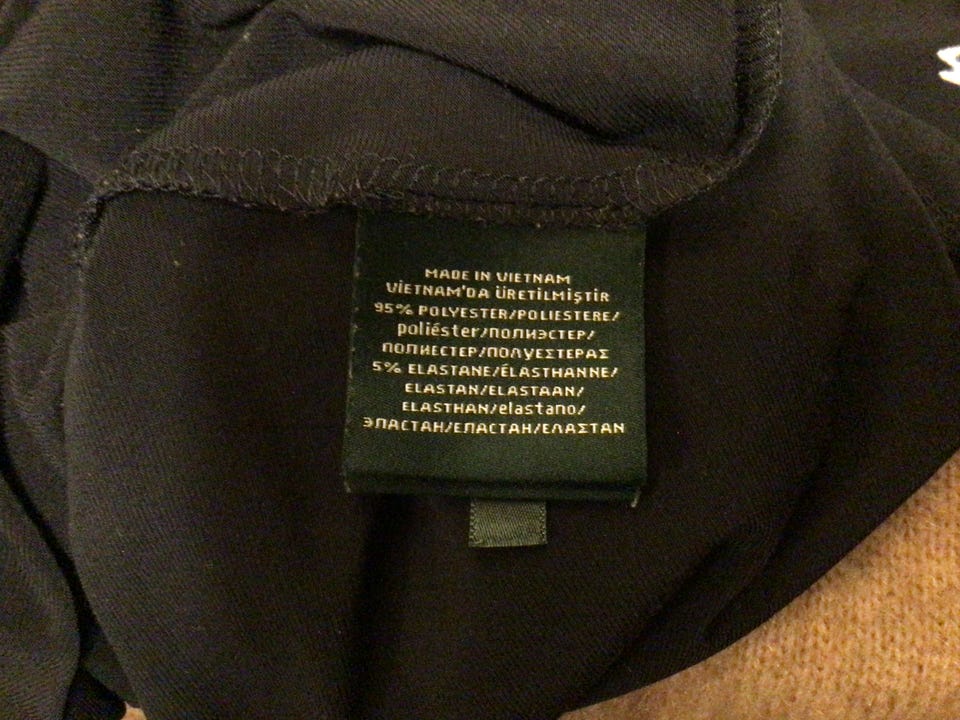 MADE IN VIETNAM
VİETNAM'DA ÜRETİLMİŞTİR
95% POLYESTER/POLIESTERE/
poliéster/ПОЛИЭСТЕР/
ПОЛИЕСТЕР/ΠΟΛΥΕΣΤΕΡΑΣ
5% ELASTANE/ÉLASTHANNE/
ELASTAN/ELASTAAN/
ELASTHAN/elastano/
ЭЛАСТАН/ЕЛАСТАН/ΕΛΑΣΤΑΝ